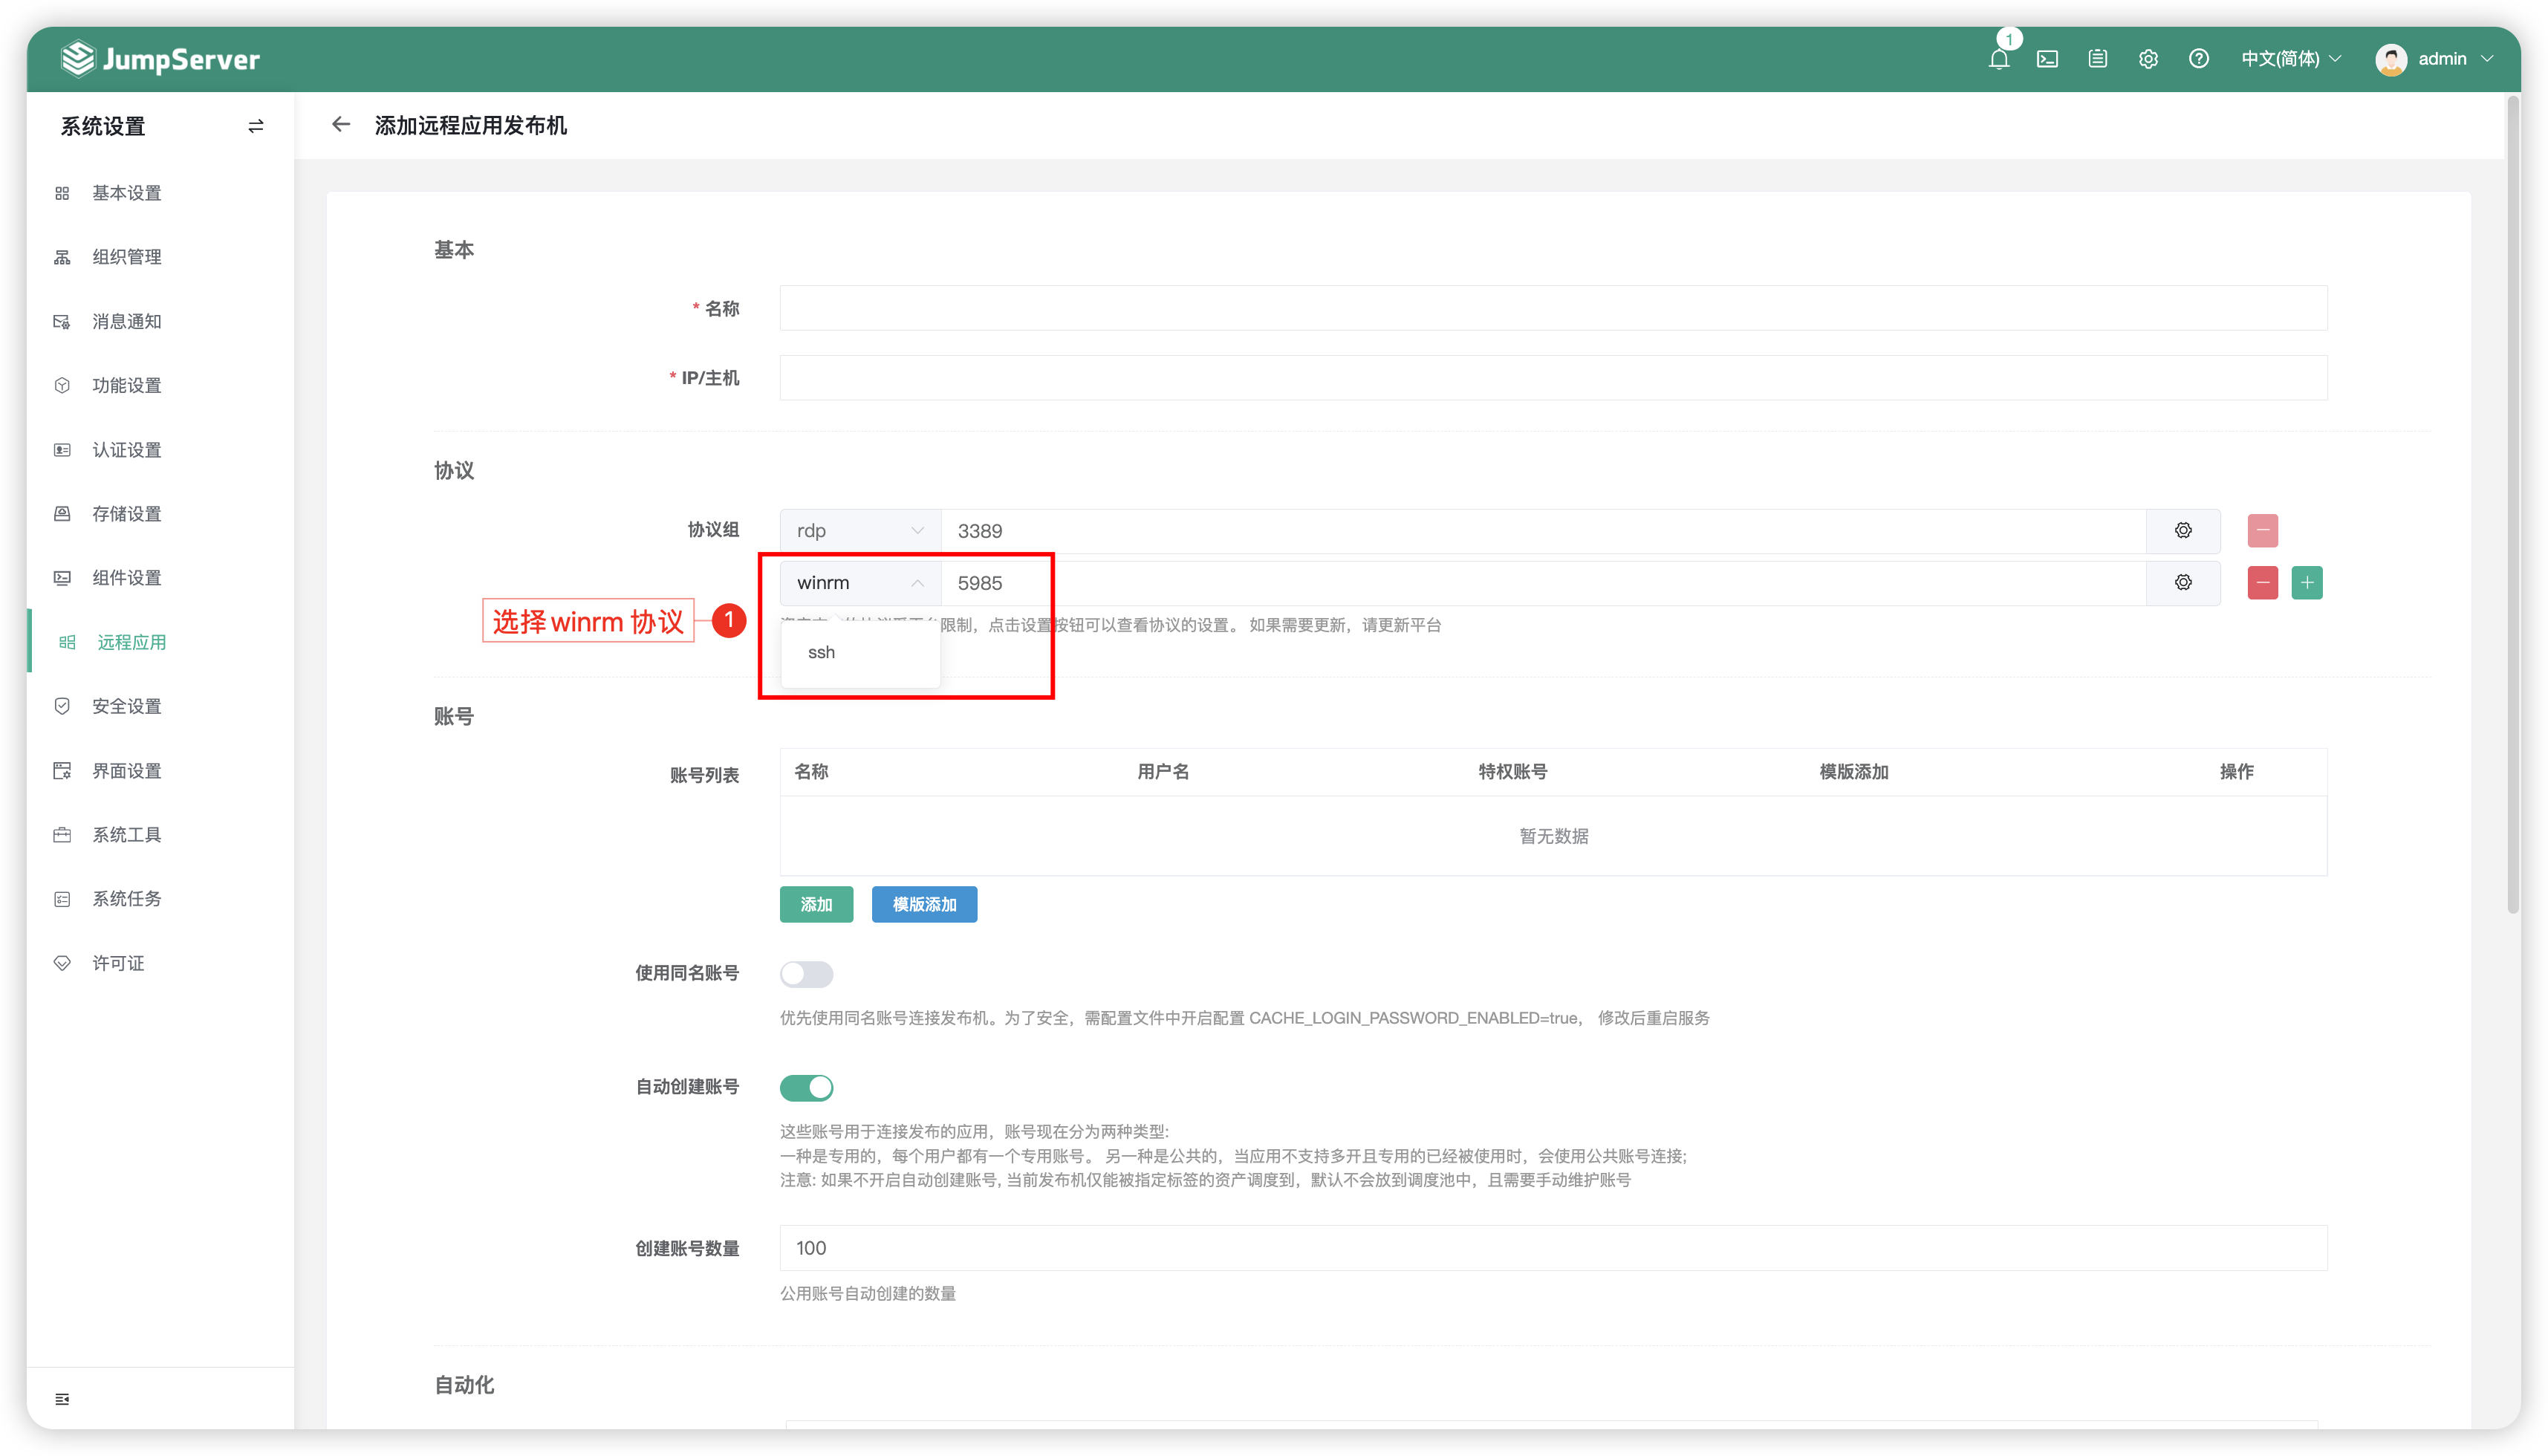 JumpServer
1
中文(简体)
admin
系统设置
添加远程应用发布机
基本设置
组织管理
消息通知
功能设置
认证设置
存储设置
组件设置
远程应用
安全设置
界面设置
系统工具
系统任务
许可证
基本
* 名称
* IP/主机
协议
协议组
rdp
3389
winrm
5985
选择 winrm 协议
1
限制，点击设置按钮可以查看协议的设置。 如果需要更新，请更新平台
ssh
账号
账号列表
名称 用户名 特权账号 模版添加 操作
暂无数据
添加
模版添加
使用同名账号
优先使用同名账号连接发布机。为了安全，需配置文件中开启配置 CACHE_LOGIN_PASSWORD_ENABLED=true， 修改后重启服务
自动创建账号
这些账号用于连接发布的应用，账号现在分为两种类型:
一种是专用的，每个用户都有一个专用账号。 另一种是公共的，当应用不支持多开且专用的已经被使用时，会使用公共账号连接;
注意: 如果不开启自动创建账号, 当前发布机仅能被指定标签的资产调度到，默认不会放到调度池中，且需要手动维护账号
创建账号数量
100
公用账号自动创建的数量
自动化